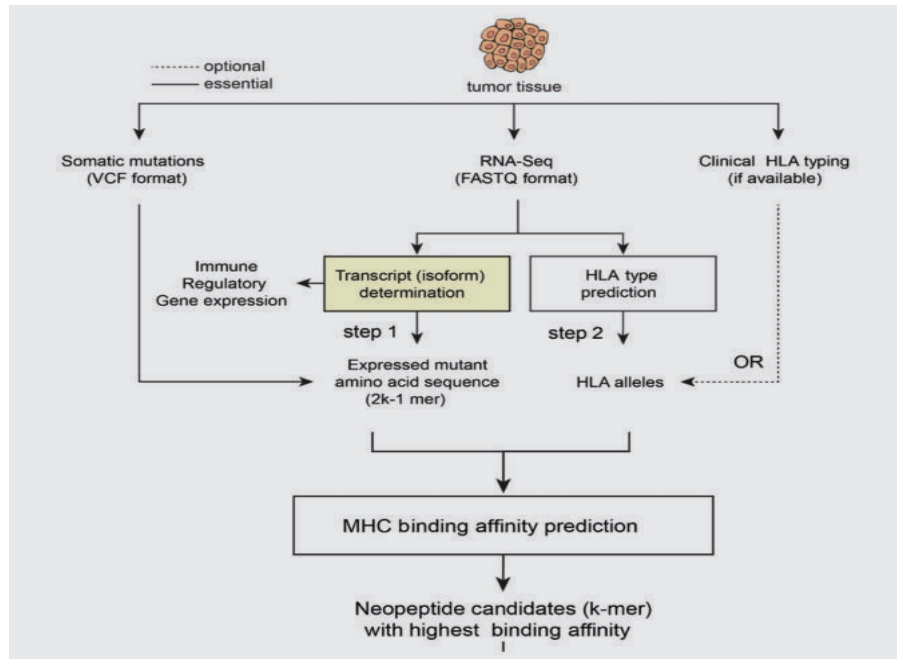 optional
essential
tumor tissue
Somatic mutations
(VCF format)
RNA-Seq
(FASTQ format)
Clinical HLA typing
(if available)
Immune
Regulatory
Gene expression
Transcript (isoform)
determination
HLA type
prediction
step 1
step 2
Expressed mutant
amino acid sequence
(2k-1 mer)
HLA alleles
OR
MHC binding affinity prediction
Neopeptide candidates (k-mer)
with highest binding affinity